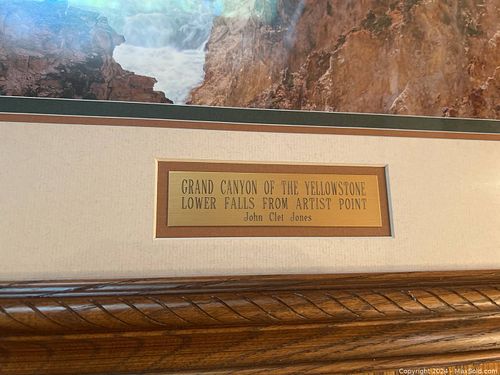 GRAND CANYON OF THE YELLOWSTONE
LOWER FALLS FROM ARTIST POINT
John Clet Jones
Copyright 2024 - MaxSold.com